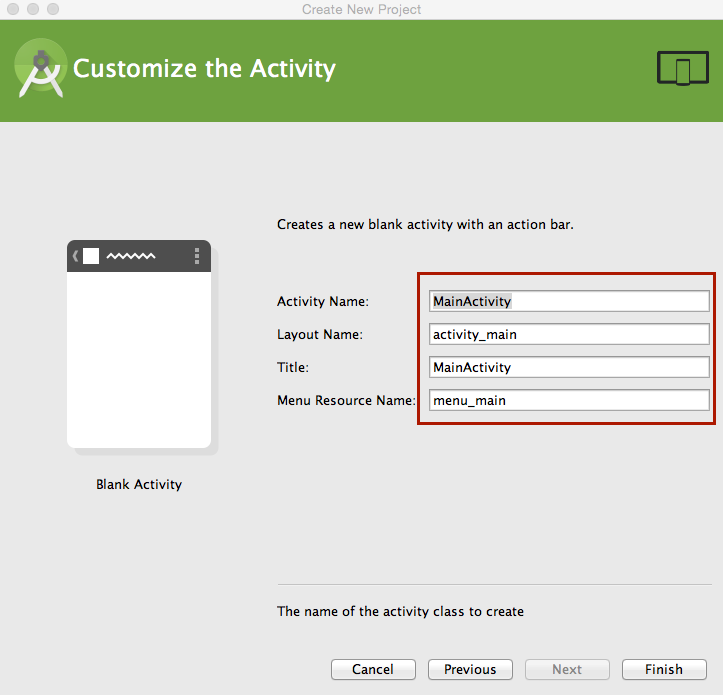 Create New Project
Customize the Activity
Creates a new blank activity with an action bar.
Activity Name: MainActivity
Layout Name: activity_main
Title: MainActivity
Menu Resource Name: menu_main
Blank Activity
The name of the activity class to create
Cancel Previous Next Finish